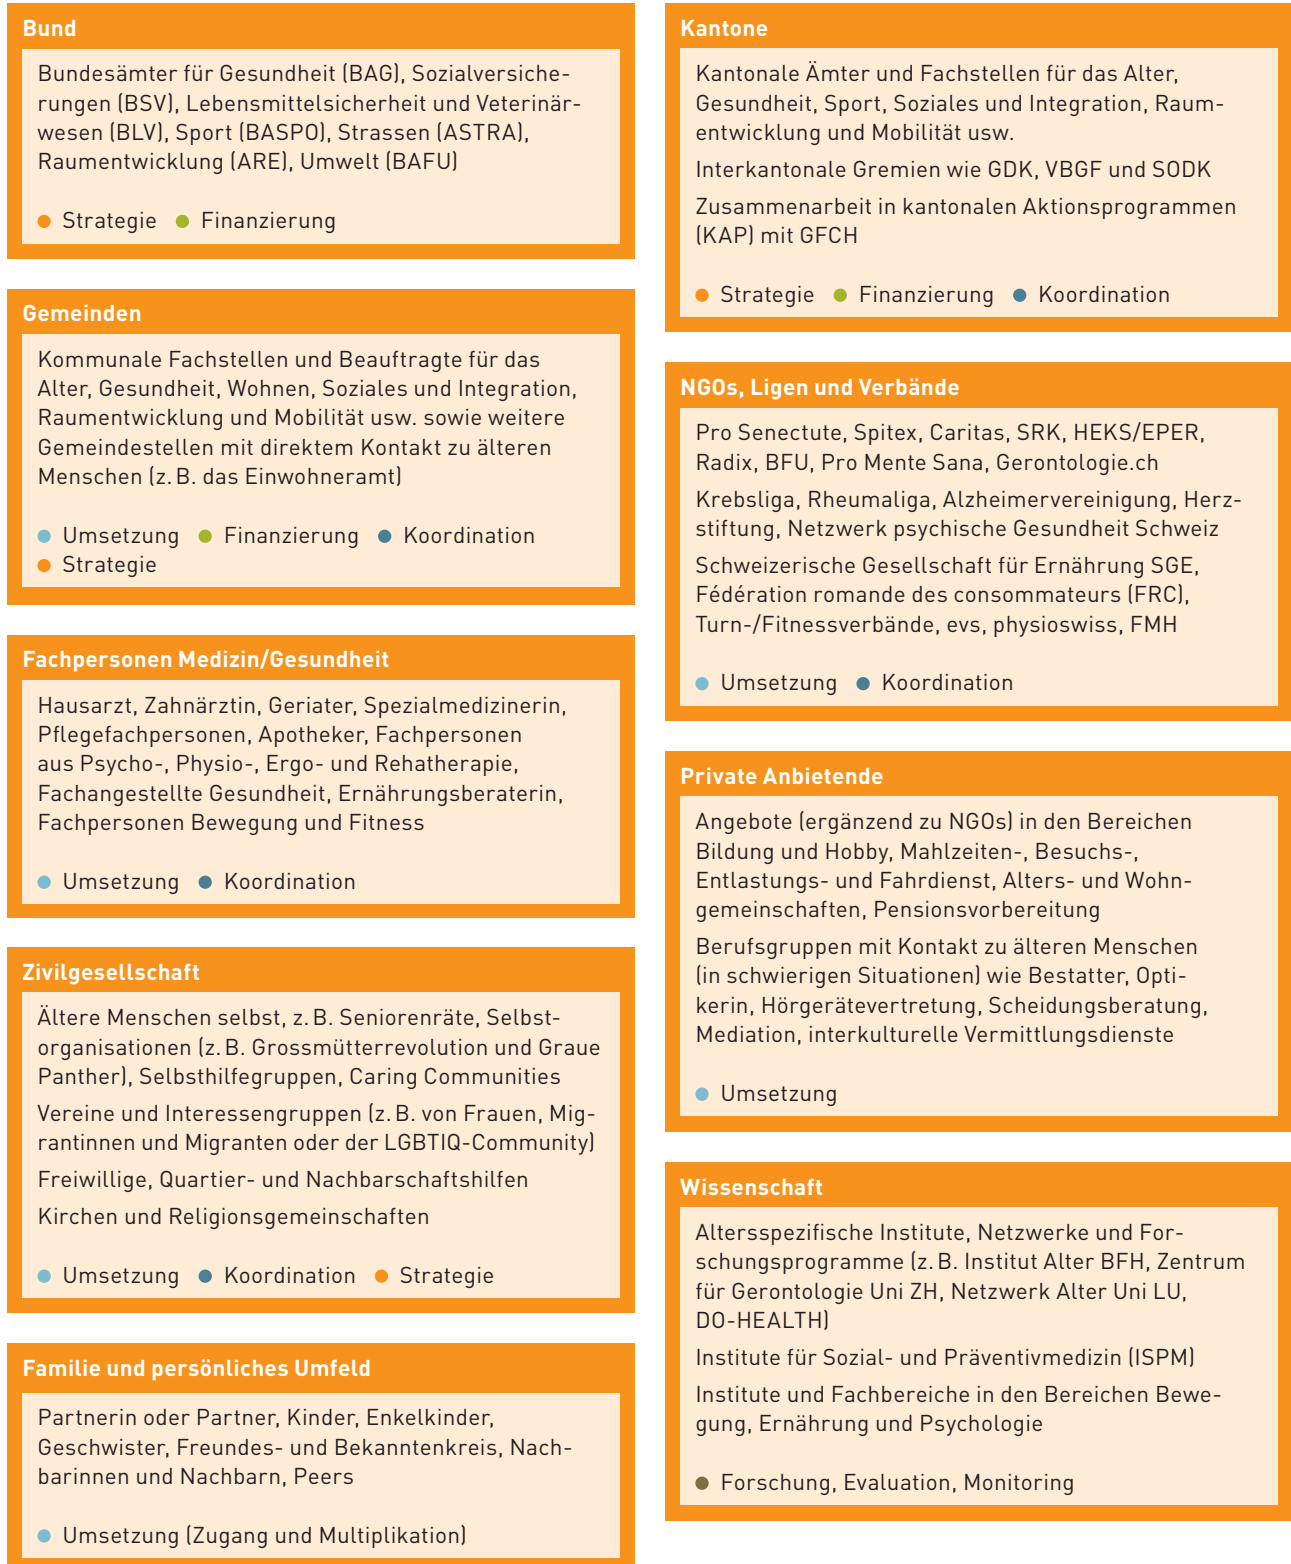 Bund
Bundesämter für Gesundheit (BAG), Sozialversiche-
rungen (BSV), Lebensmittelsicherheit und Veterinär-
wesen (BLV), Sport (BASPO), Strassen (ASTRA),
Raumentwicklung (ARE), Umwelt (BAFU)
Strategie Finanzierung
Gemeinden
Kommunale Fachstellen und Beauftragte für das
Alter, Gesundheit, Wohnen, Soziales und Integration,
Raumentwicklung und Mobilität usw. sowie weitere
Gemeindestellen mit direktem Kontakt zu älteren
Menschen (z. B. das Einwohneramt)
Umsetzung Finanzierung Koordination
Strategie
Fachpersonen Medizin/Gesundheit
Hausarzt, Zahnärztin, Geriater, Spezialmedizinerin,
Pflegefachpersonen, Apotheker, Fachpersonen
aus Psycho-, Physio-, Ergo- und Rehatherapie,
Fachangestellte Gesundheit, Ernährungsberaterin,
Fachpersonen Bewegung und Fitness
Umsetzung Koordination
Zivilgesellschaft
Ältere Menschen selbst, z. B. Seniorenräte, Selbst-
organisationen (z. B. Grossmütterrevolution und Graue
Panther), Selbsthilfegruppen, Caring Communities
Vereine und Interessengruppen (z. B. von Frauen, Mig-
rantinnen und Migranten oder der LGBTIQ-Community)
Freiwillige, Quartier- und Nachbarschaftshilfen
Kirchen und Religionsgemeinschaften
Umsetzung Koordination Strategie
Familie und persönliches Umfeld
Partnerin oder Partner, Kinder, Enkelkinder,
Geschwister, Freundes- und Bekanntenkreis, Nach-
barinnen und Nachbarn, Peers
Umsetzung (Zugang und Multiplikation)
Kantone
Kantonale Ämter und Fachstellen für das Alter,
Gesundheit, Sport, Soziales und Integration, Raum-
entwicklung und Mobilität usw.
Interkantonale Gremien wie GDK, VBGF und SODK
Zusammenarbeit in kantonalen Aktionsprogrammen
(KAP) mit GFCH
Strategie Finanzierung Koordination
NGOs, Ligen und Verbände
Pro Senectute, Spitex, Caritas, SRK, HEKS/EPER,
Radix, BFU, Pro Mente Sana, Gerontologie.ch
Krebsliga, Rheumaliga, Alzheimervereinigung, Herz-
stiftung, Netzwerk psychische Gesundheit Schweiz
Schweizerische Gesellschaft für Ernährung SGE,
Fédération romande des consommateurs (FRC),
Turn-/Fitnessverbände, evs, physioswiss, FMH
Umsetzung Koordination
Private Anbietende
Angebote (ergänzend zu NGOs) in den Bereichen
Bildung und Hobby, Mahlzeiten-, Besuchs-,
Entlastungs- und Fahrdienst, Alters- und Wohn-
gemeinschaften, Pensionsvorbereitung
Berufsgruppen mit Kontakt zu älteren Menschen
(in schwierigen Situationen) wie Bestatter, Opti-
kerin, Hörgerätevertretung, Scheidungsberatung,
Mediation, interkulturelle Vermittlungsdienste
Umsetzung
Wissenschaft
Altersspezifische Institute, Netzwerke und For-
schungsprogramme (z. B. Institut Alter BFH, Zentrum
für Gerontologie Uni ZH, Netzwerk Alter Uni LU,
DO-HEALTH)
Institute für Sozial- und Präventivmedizin (ISPM)
Institute und Fachbereiche in den Bereichen Bewe-
gung, Ernährung und Psychologie
Forschung, Evaluation, Monitoring